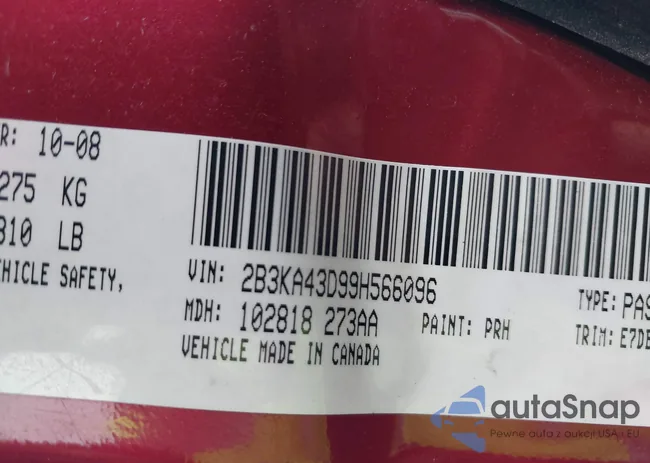 R: 10-08
275 KG
810 LB
EHICLE SAFETY,
VIN: 2B3KA43D99H566096
TYPE: PAS
MDH: 102818 273AA
PAINT: PRH
TRIM: E7DB
VEHICLE MADE IN CANADA
autaSnap
Pewne auta z aukcji USA i EU